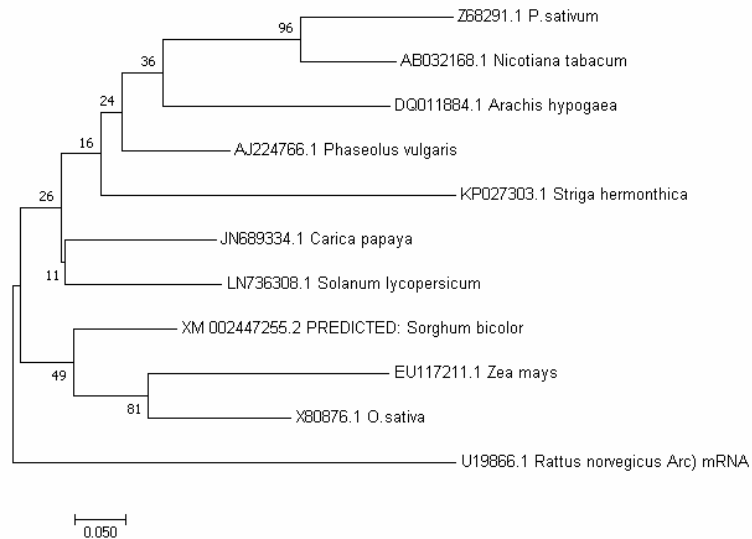 Z68291.1 P.sativum
96
AB032168.1 Nicotiana tabacum
36
DQ011884.1 Arachis hypogaea
24
AJ224766.1 Phaseolus vulgaris
16
KP027303.1 Striga hermonthica
26
JN689334.1 Carica papaya
11
LN736308.1 Solanum lycopersicum
XM 002447255.2 PREDICTED: Sorghum bicolor
49
EU117211.1 Zea mays
81
X80876.1 O.sativa
U19866.1 Rattus norvegicus Arc) mRNA
0.050